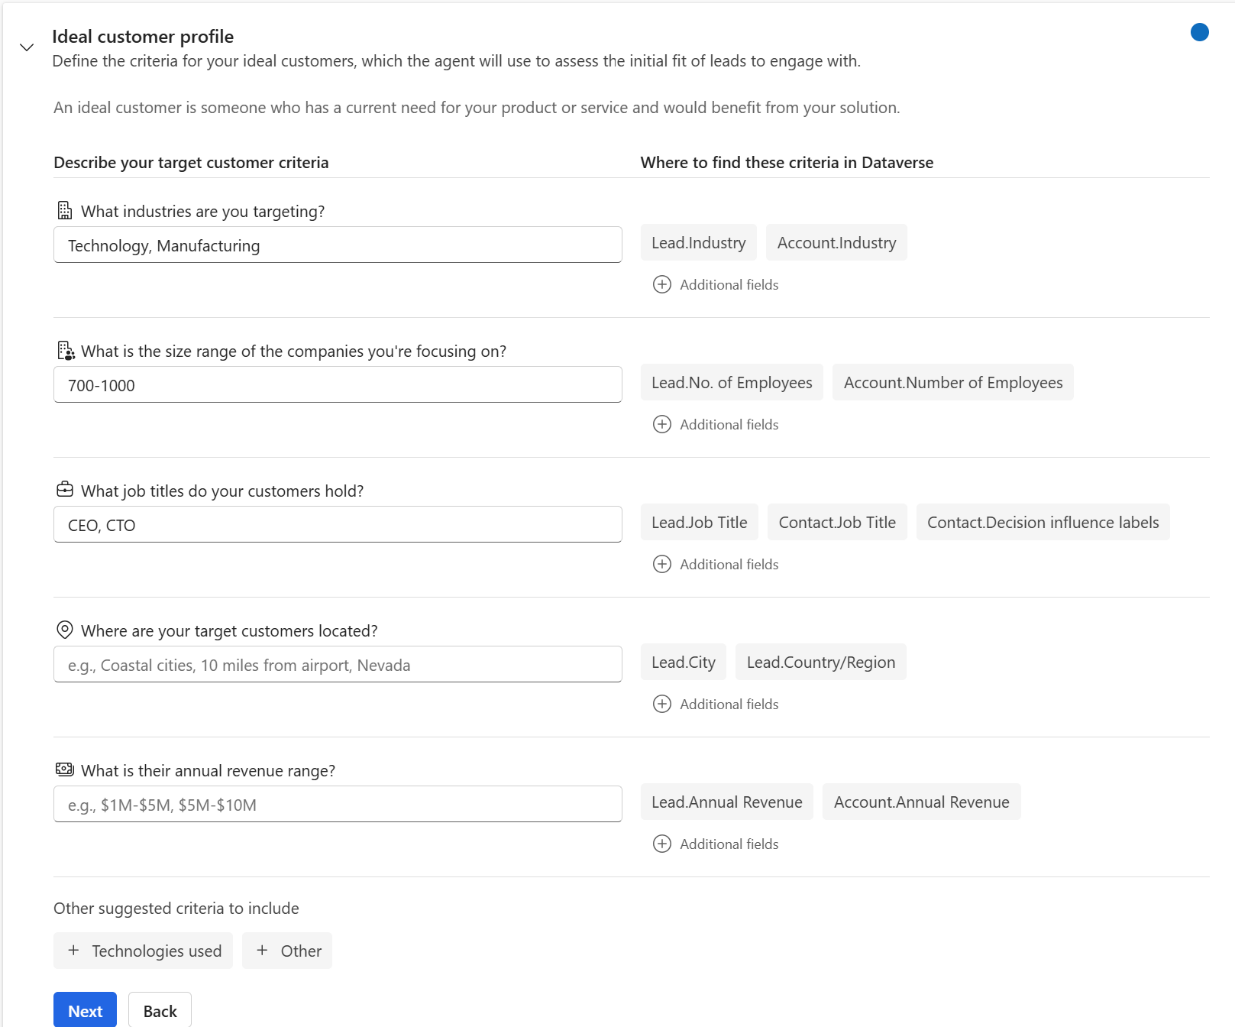 Ideal customer profile
Define the criteria for your ideal customers, which the agent will use to assess the initial fit of leads to engage with.
An ideal customer is someone who has a current need for your product or service and would benefit from your solution.
Describe your target customer criteria
Where to find these criteria in Dataverse
What industries are you targeting?
Technology, Manufacturing
Lead.Industry
Account.Industry
Additional fields
What is the size range of the companies you're focusing on?
700-1000
Lead.No. of Employees
Account.Number of Employees
Additional fields
What job titles do your customers hold?
CEO, CTO
Lead.Job Title
Contact.Job Title
Contact.Decision influence labels
Additional fields
Where are your target customers located?
e.g., Coastal cities, 10 miles from airport, Nevada
Lead.City
Lead.Country/Region
Additional fields
What is their annual revenue range?
e.g., $1M-$5M, $5M-$10M
Lead.Annual Revenue
Account.Annual Revenue
Additional fields
Other suggested criteria to include
+ Technologies used
+ Other
Next
Back